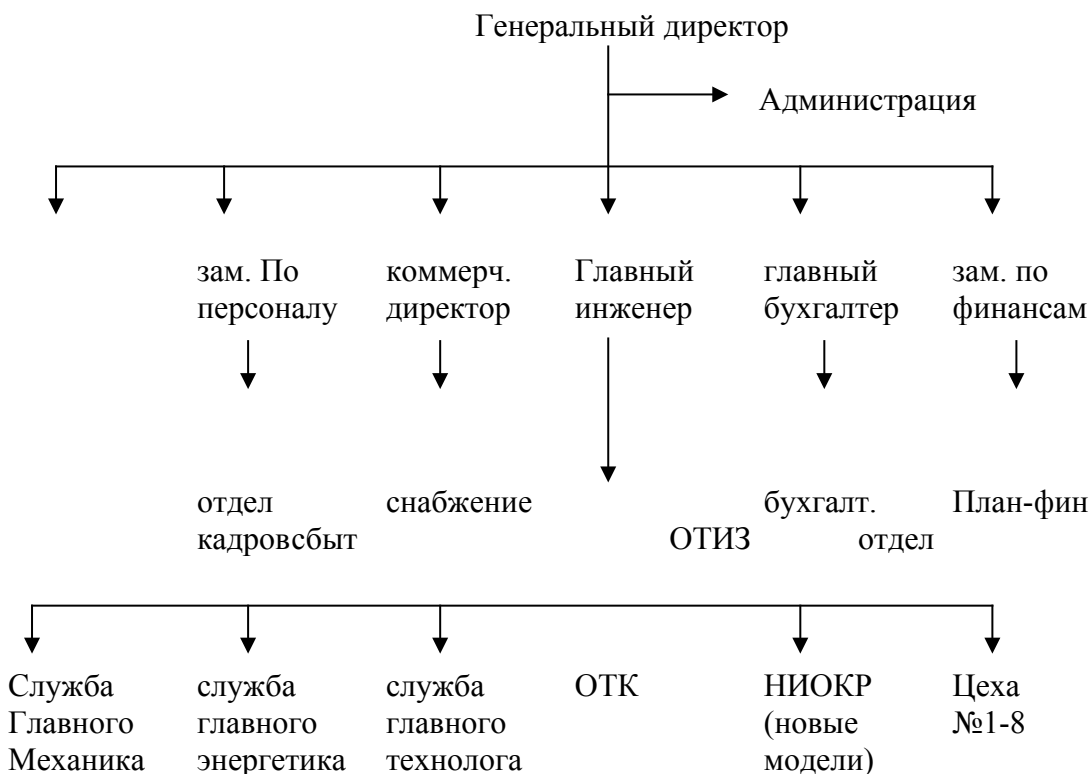 Генеральный директор
Администрация
зам. По коммерч. Главный главный зам. по
персоналу директор инженер бухгалтер финансам
отдел снабжение бухгалт. План-фин
кадровсбыт ОТИЗ отдел
Служба служба служба ОТК НИОКР Цеха
Главного главного главного (новые №1-8
Механика энергетика технолога модели)